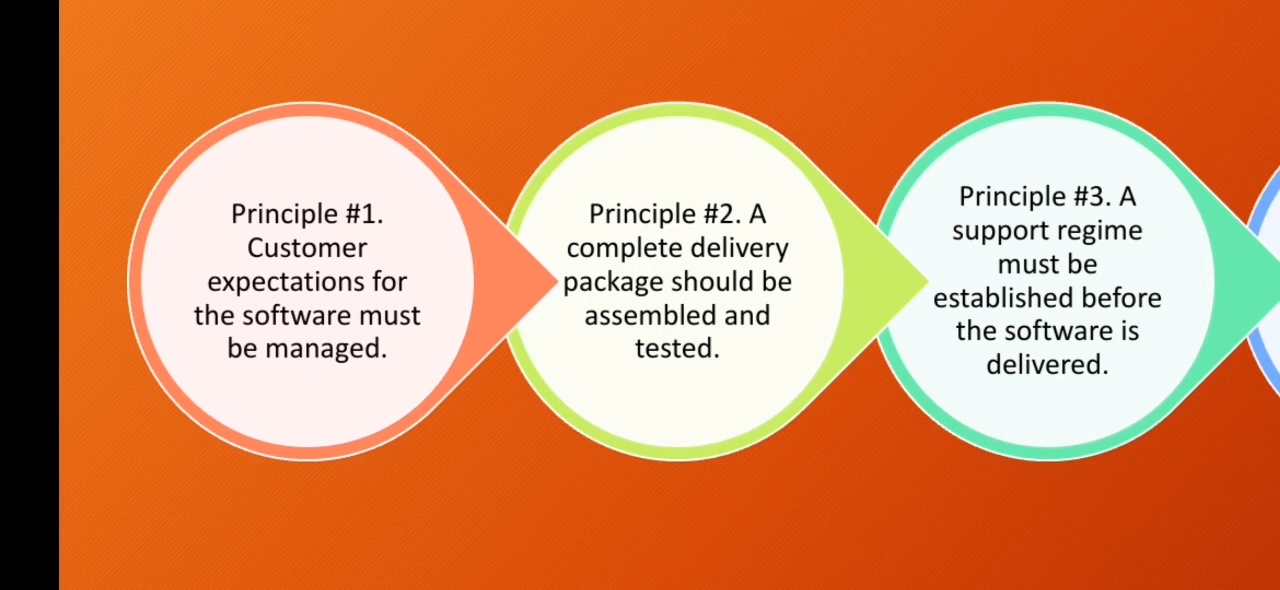 Principle #1.
Customer
expectations for
the software must
be managed.
Principle #2. A
complete delivery
package should be
assembled and
tested.
Principle #3. A
support regime
must be
established before
the software is
delivered.